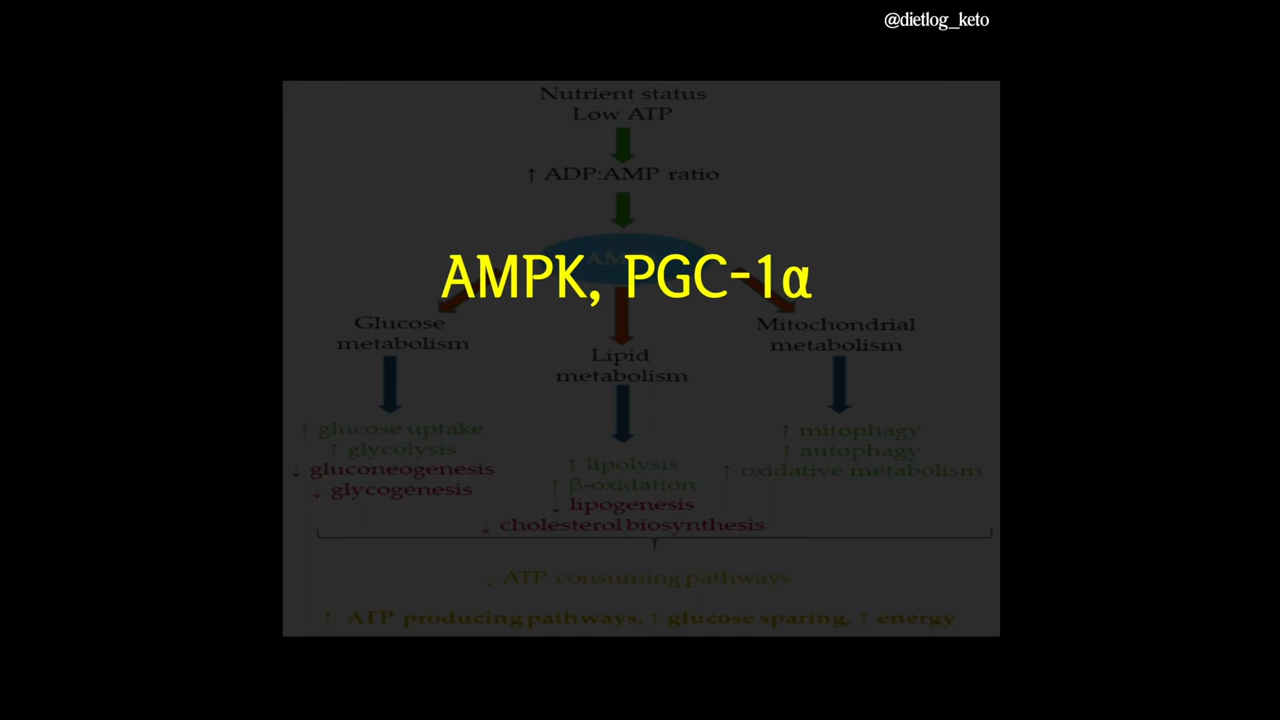 @dietlog_keto
Nutrient status
Low ATP
↑ ADP:AMP ratio
AMPK, PGC-1α
Glucose
metabolism
Lipid
metabolism
Mitochondrial
metabolism
↑ glucose uptake
↑ glycolysis
↓ gluconeogenesis
↓ glycogenesis
↑ lipolysis
↑ β-oxidation
↓ lipogenesis
↓ cholesterol biosynthesis
↑ mitophagy
↑ autophagy
↑ oxidative metabolism
↓ ATP consuming pathways
↑ ATP producing pathways, ↑ glucose sparing, ↑ energy